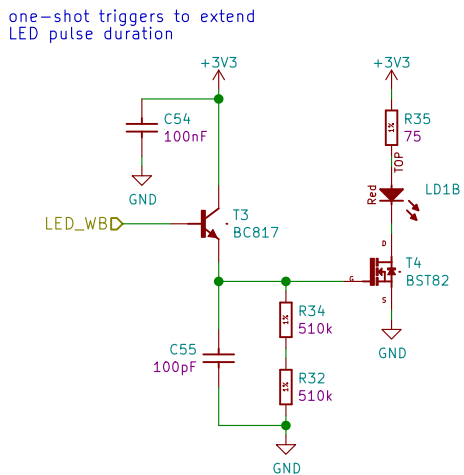 one-shot triggers to extend
LED pulse duration
+3V3
+3V3
C54
100nF
GND
R35
75
1%
TOP
Red
LD1B
LED_WB
T3
BC817
D
G
S
T4
BST82
GND
R34
510k
1%
C55
100pF
R32
510k
1%
GND